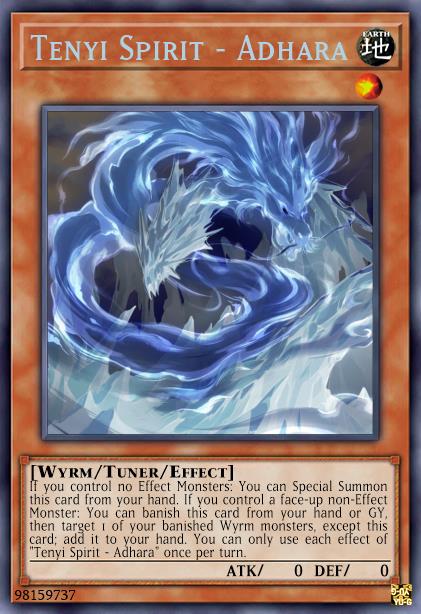 TENYI SPIRIT - ADHARA
EARTH
地
[WYRM/TUNER/EFFECT]
If you control no Effect Monsters: You can Special Summon
this card from your hand. If you control a face-up non-Effect
Monster: You can banish this card from your hand or GY,
then target 1 of your banished Wyrm monsters, except this
card; add it to your hand. You can only use each effect of
"Tenyi Spirit - Adhara" once per turn.
ATK/ 0 DEF/ 0
98159737